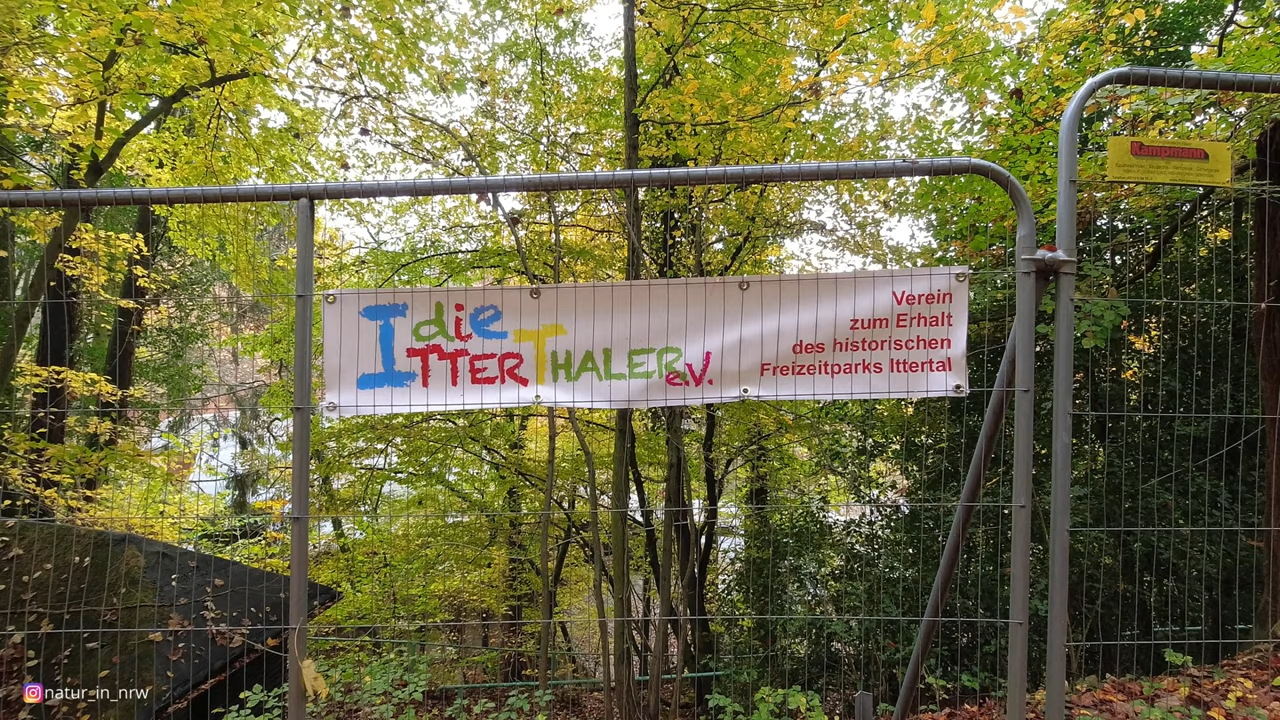 die
ITTERTHALER e.V.
Verein
zum Erhalt
des historischen
Freizeitparks Ittertal
Kampmann
natur_in_nrw